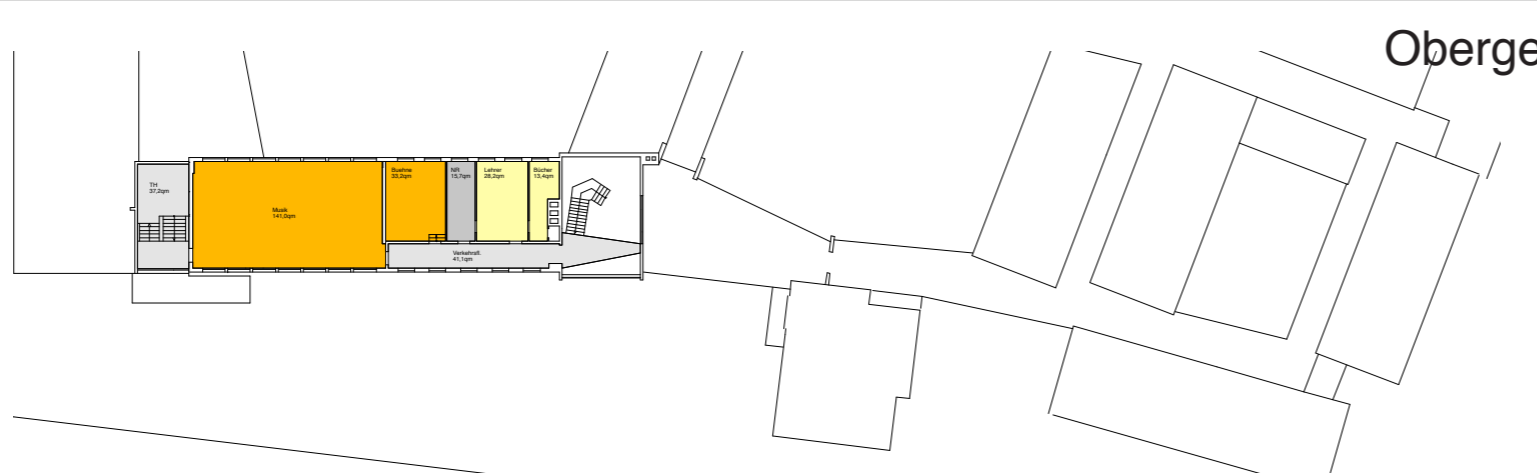 Oberge
TH
37,2qm
Musik
141,0qm
Buehne
33,2qm
NR
15,7qm
Lehrer
28,2qm
Bücher
13,4qm
Verkehrsfl.
41,1qm